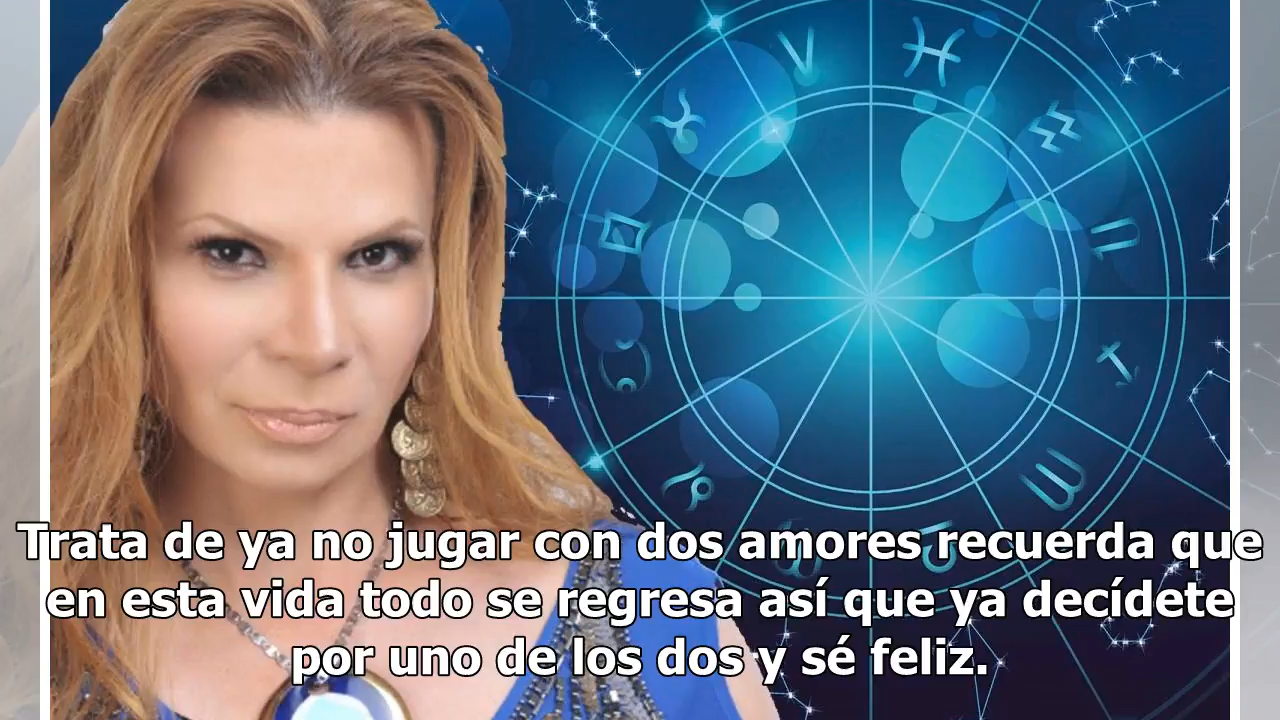 Trata de ya no jugar con dos amores recuerda que
en esta vida todo se regresa así que ya decídete
por uno de los dos y sé feliz.